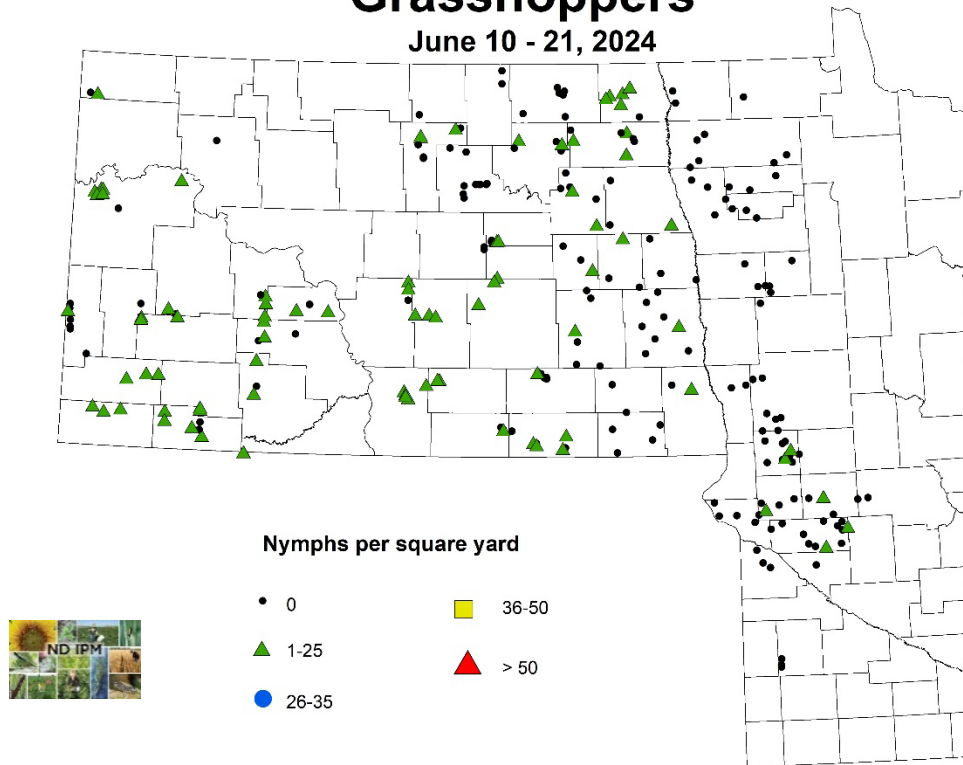 Grasshoppers
June 10 - 21, 2024
Nymphs per square yard
0
1-25
26-35
36-50
> 50
ND IPM